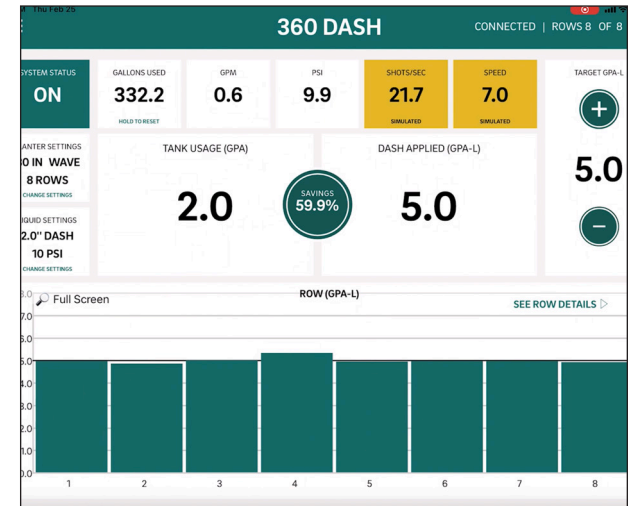 Thu Feb 25
360 DASH
CONNECTED | ROWS 8 OF 8
SYSTEM STATUS
ON
GALLONS USED
332.2
HOLD TO RESET
GPM
0.6
PSI
9.9
SHOTS/SEC
21.7
SIMULATED
SPEED
7.0
SIMULATED
TARGET GPA-L
+
5.0
−
ANTER SETTINGS
0 IN WAVE
8 ROWS
CHANGE SETTINGS
IQUID SETTINGS
2.0" DASH
10 PSI
CHANGE SETTINGS
TANK USAGE (GPA)
2.0
SAVINGS
59.9%
DASH APPLIED (GPA-L)
5.0
Full Screen
ROW (GPA-L)
SEE ROW DETAILS
8.0
7.0
6.0
5.0
4.0
3.0
2.0
1.0
0.0
1 2 3 4 5 6 7 8